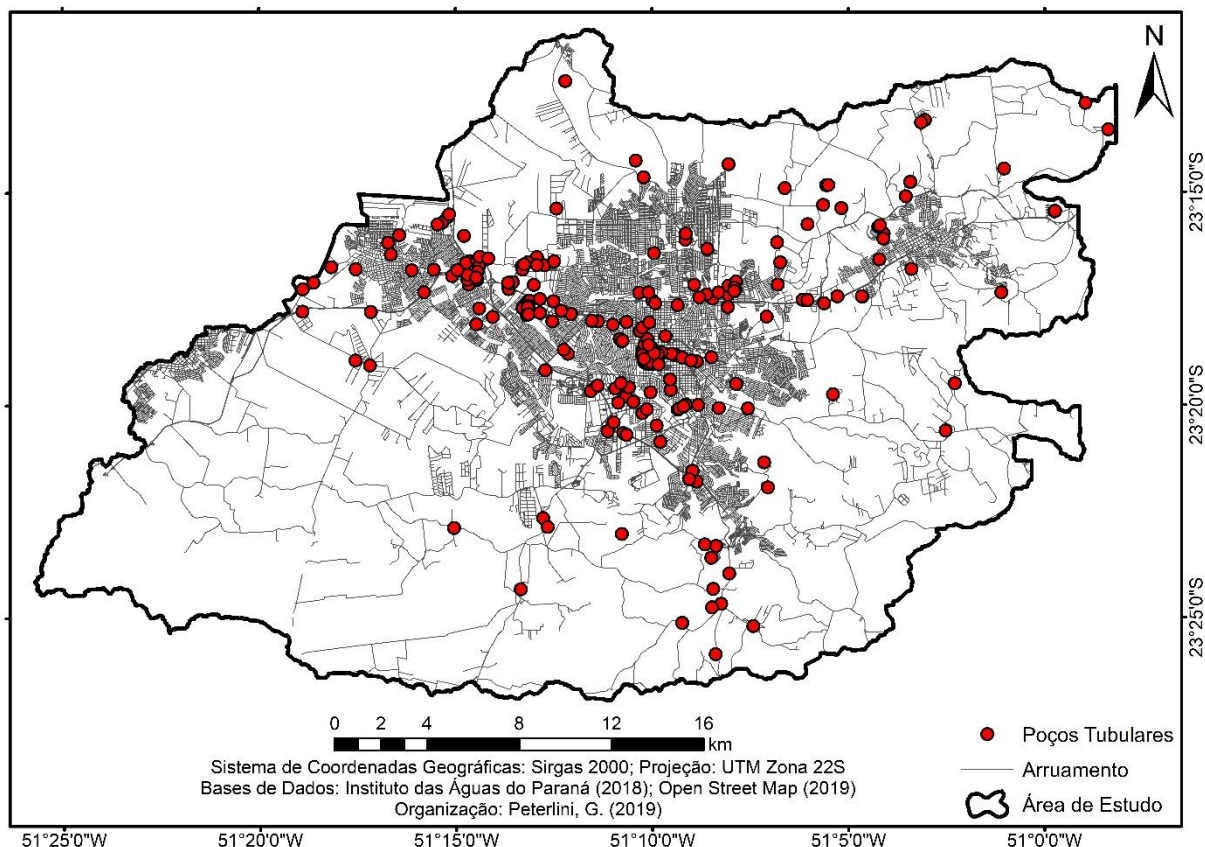 N
23°15'0"S
23°20'0"S
23°25'0"S
0 2 4 8 12 16
km
Sistema de Coordenadas Geográficas: Sirgas 2000; Projeção: UTM Zona 22S
Bases de Dados: Instituto das Águas do Paraná (2018); Open Street Map (2019)
Organização: Peterlini, G. (2019)
Poços Tubulares
Arruamento
Área de Estudo
51°25'0"W 51°20'0"W 51°15'0"W 51°10'0"W 51°5'0"W 51°0'0"W